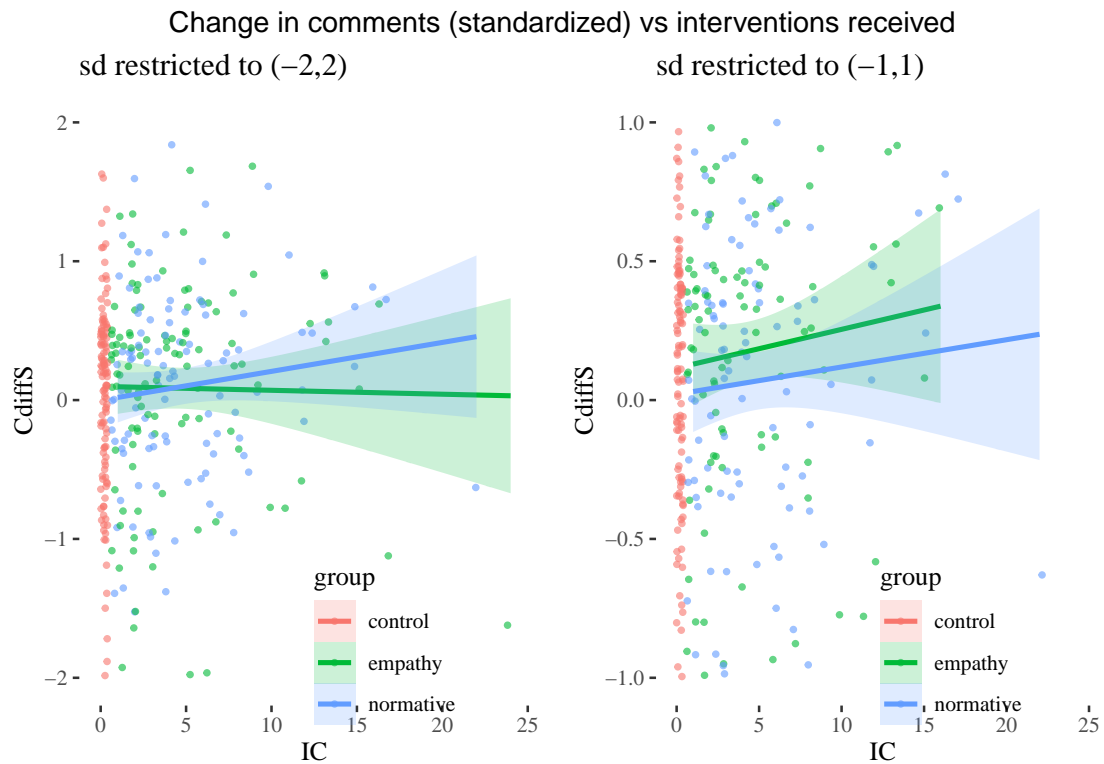 Change in comments (standardized) vs interventions received
sd restricted to (−2,2)
CdiffS
2
1
0
−1
−2
0
5
10
15
20
25
IC
group
control
empathy
normative
sd restricted to (−1,1)
CdiffS
1.0
0.5
0.0
−0.5
−1.0
0
5
10
15
20
25
IC
group
control
empathy
normative